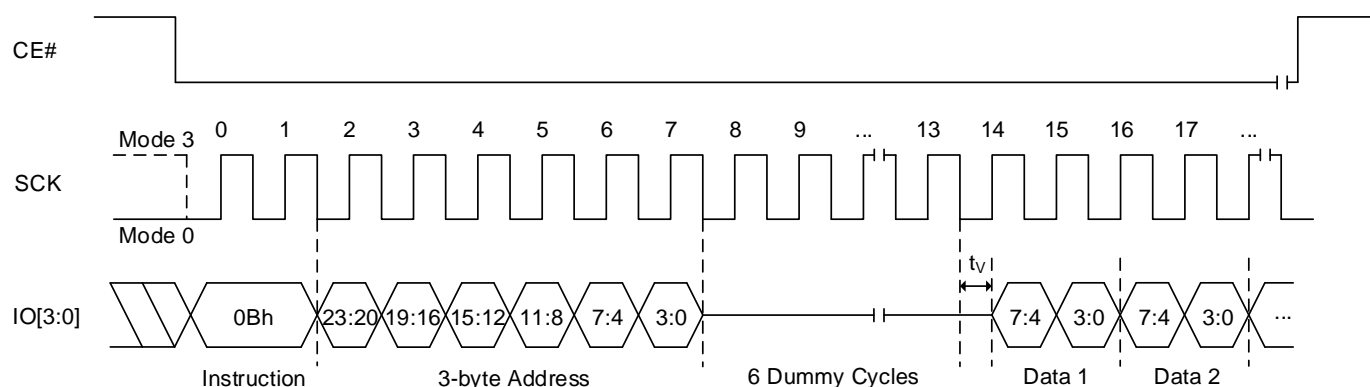 CE#
0 1 2 3 4 5 6 7 8 9 ... 13 14 15 16 17 ...
Mode 3
SCK
Mode 0
tV
IO[3:0] 0Bh 23:20 19:16 15:12 11:8 7:4 3:0 7:4 3:0 7:4 3:0 ...
Instruction 3-byte Address 6 Dummy Cycles Data 1 Data 2